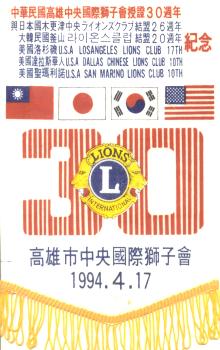 中華民國高雄中央國際獅子會授證30周年
與日本國木更津中央ライオンズクラブ結盟26週年
大韓民國釜山라이온스클럽結盟20週年
美國洛杉磯U.S.A LOSANGELES LIONS CLUB 17TH
美國達拉斯華人U.S.A DALLAS CHINESE LIONS CLUB 10TH
美國聖瑪利諾U.S.A SAN MARINO LIONS CLUB 10TH
紀念
30
LIONS
L
INTERNATIONAL
高雄市中央國際獅子會
1994.4.17